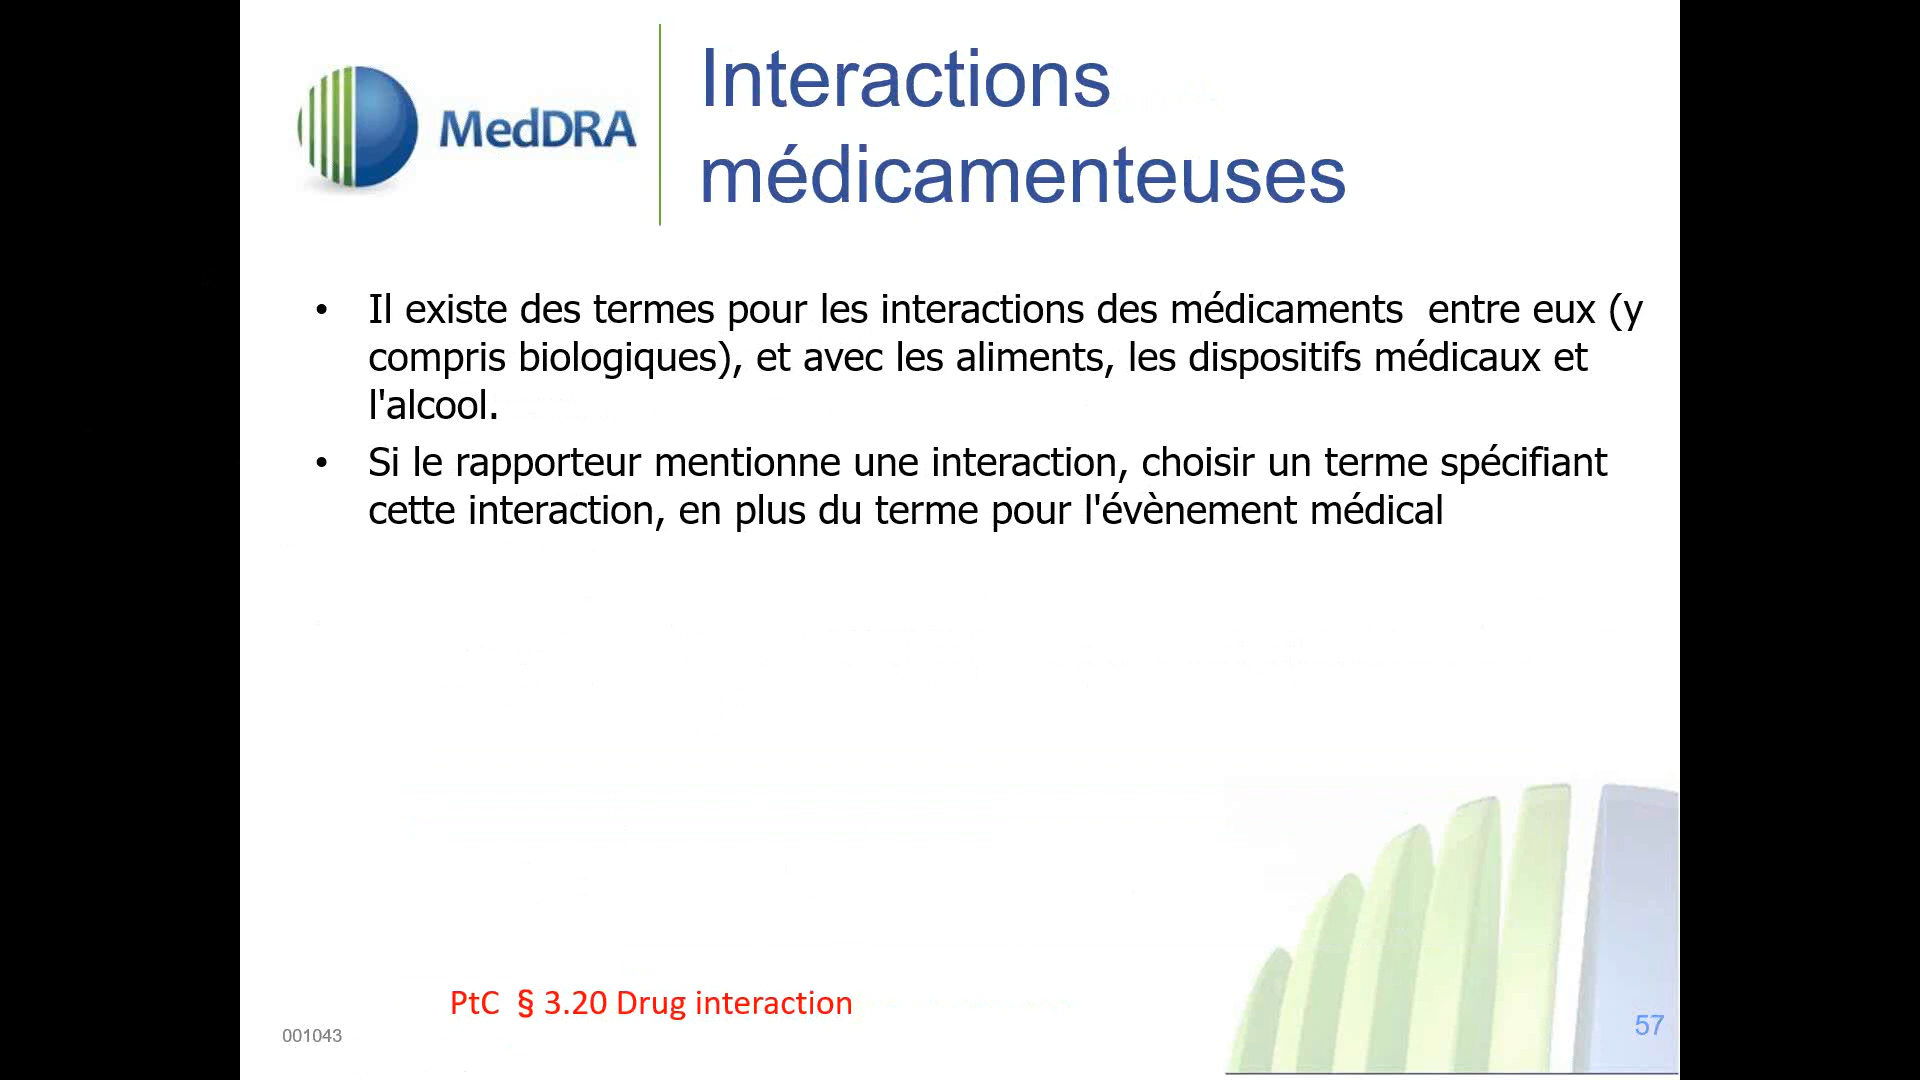 MedDRA
Interactions
médicamenteuses
• Il existe des termes pour les interactions des médicaments  entre eux (y
compris biologiques), et avec les aliments, les dispositifs médicaux et
l'alcool.
• Si le rapporteur mentionne une interaction, choisir un terme spécifiant
cette interaction, en plus du terme pour l'évènement médical
PtC  § 3.20 Drug interaction
001043
57